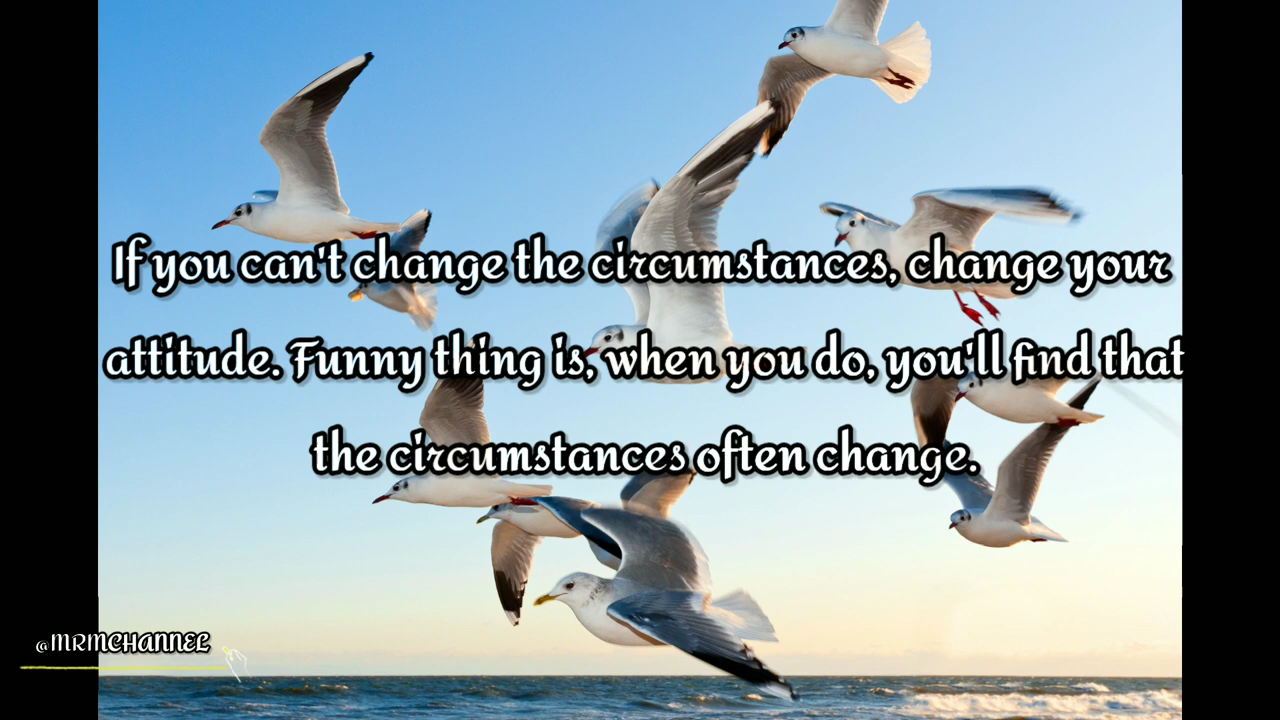 If you can't change the circumstances, change your
attitude. Funny thing is, when you do, you'll find that
the circumstances often change.
@MRMCHANNEL